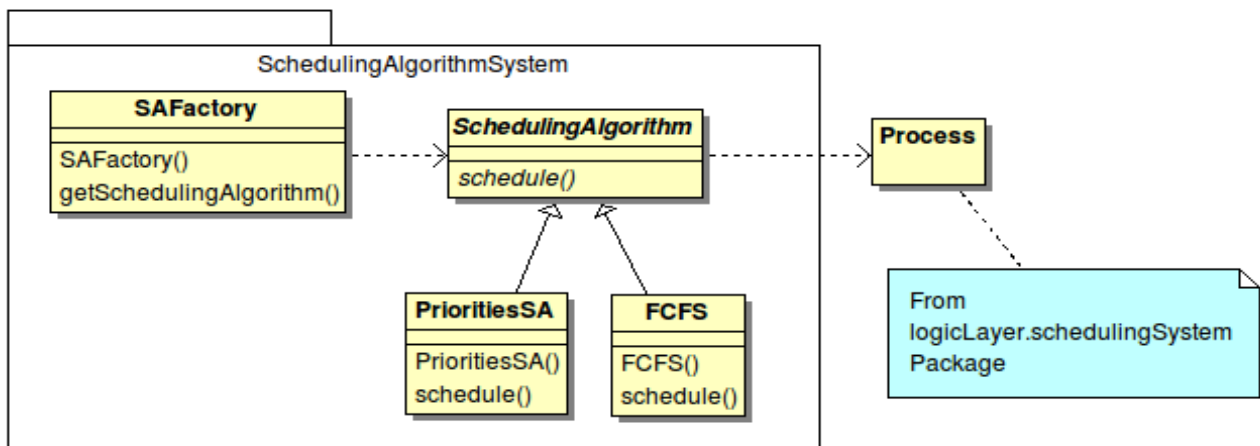 SchedulingAlgorithmSystem
SAFactory
SAFactory()
getSchedulingAlgorithm()
SchedulingAlgorithm
schedule()
Process
PrioritiesSA
PrioritiesSA()
schedule()
FCFS
FCFS()
schedule()
From
logicLayer.schedulingSystem
Package